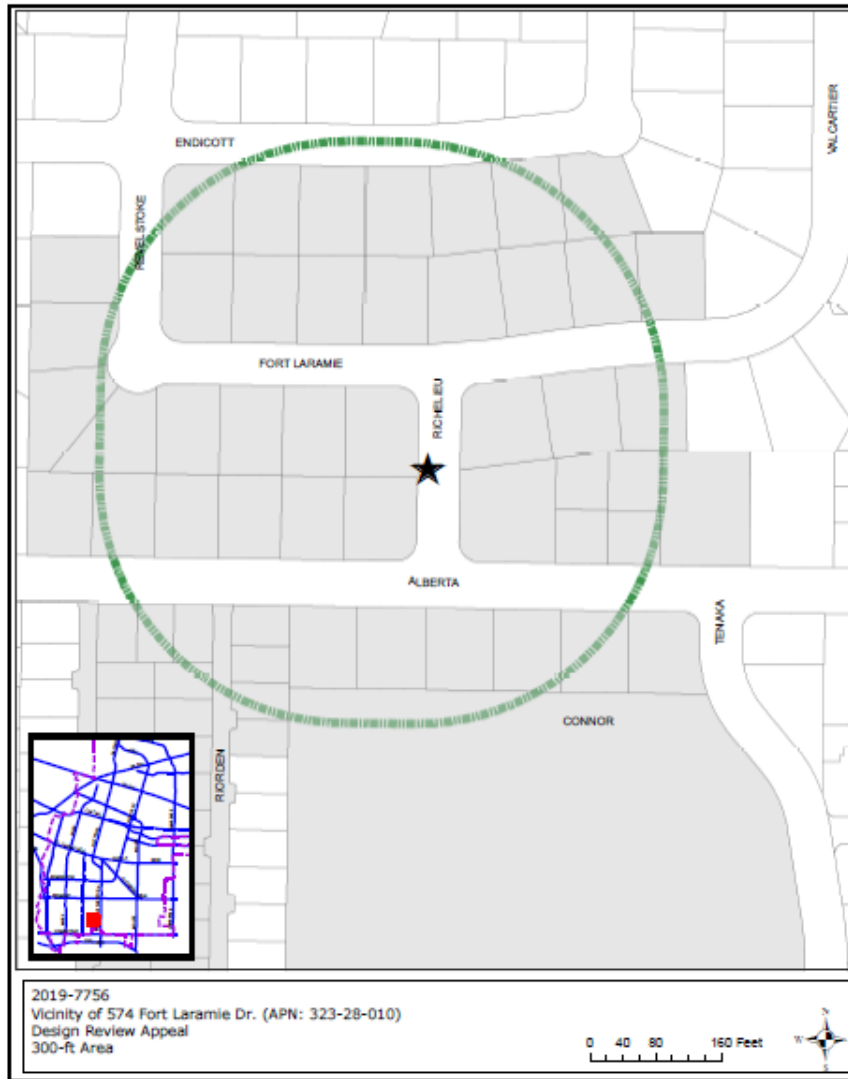 ENDICOTT
VALCARTIER
REVELSTOKE
FORT LARAMIE
RICHELIEU
ALBERTA
TENAKA
CONNOR
RIORDEN
2019-7756
Vicinity of 574 Fort Laramie Dr. (APN: 323-28-010)
Design Review Appeal
300-ft Area
0 40 80 160 Feet
N
W
E
S